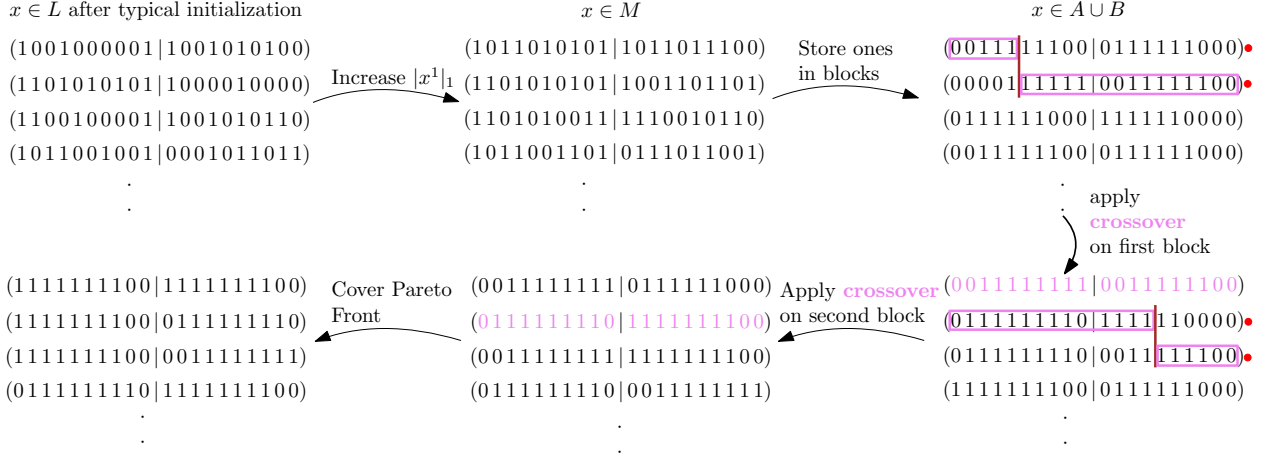 x ∈ L after typical initialization
(1001000001|1001010100)
(1101010101|1000010000)
(1100100001|1001010110)
(1011001001|0001011011)
.
.
Increase |x¹|₁
x ∈ M
(1011010101|1011011100)
(1101010101|1001101101)
(1101010011|1110010110)
(1011001101|0111011001)
.
.
Store ones
in blocks
x ∈ A ∪ B
(0011111100|0111111000)
(0000111111|0011111100)
(0111111000|1111110000)
(0011111100|0111111000)
.
.
apply
crossover
on first block
(0011111111|0011111100)
(0111111110|1111110000)
(0111111110|0011111100)
(1111111100|0111111000)
.
.
Apply crossover
on second block
(0011111111|0111111000)
(0111111110|1111111100)
(0011111111|1111111100)
(0111111110|0011111111)
.
.
Cover Pareto
Front
(1111111100|1111111100)
(1111111100|0111111110)
(1111111100|0011111111)
(0111111110|1111111100)
.
.